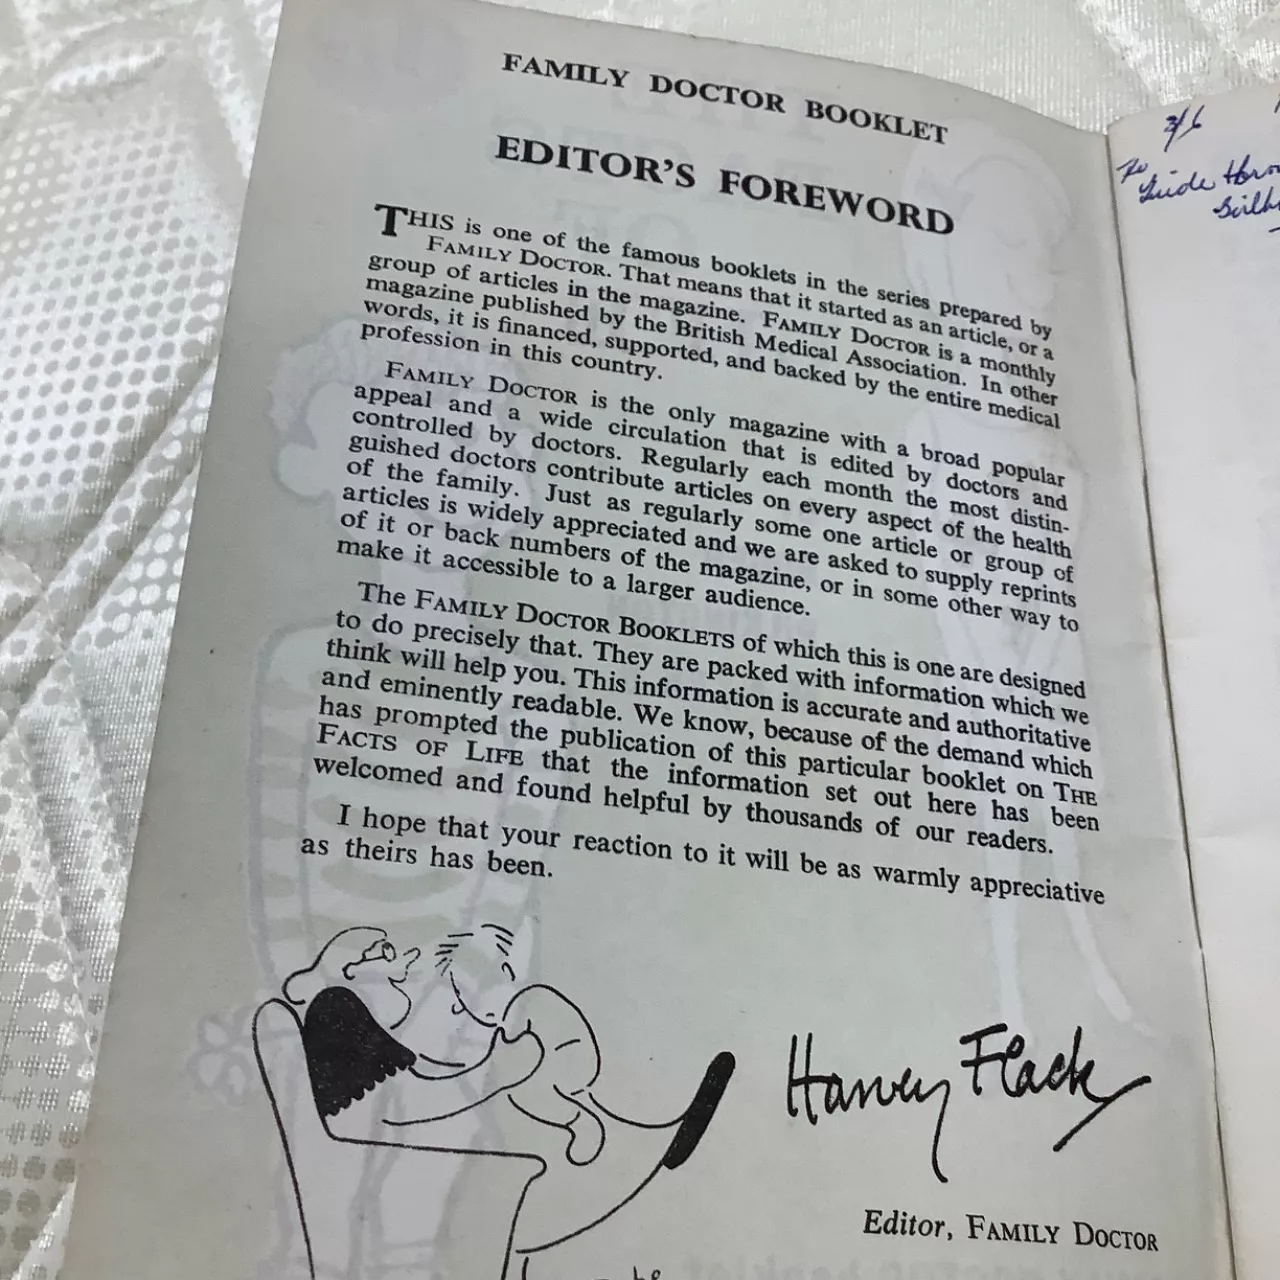 FAMILY DOCTOR BOOKLET
EDITOR'S FOREWORD
THIS is one of the famous booklets in the series prepared by
FAMILY DOCTOR. That means that it started as an article, or a
group of articles in the magazine. FAMILY DOCTOR is a monthly
magazine published by the British Medical Association. In other
words, it is financed, supported, and backed by the entire medical
profession in this country.
FAMILY DOCTOR is the only magazine with a broad popular
appeal and a wide circulation that is edited by doctors and
controlled by doctors. Regularly each month the most distin-
guished doctors contribute articles on every aspect of the health
of the family. Just as regularly some one article or group of
articles is widely appreciated and we are asked to supply reprints
of it or back numbers of the magazine, or in some other way to
make it accessible to a larger audience.
The FAMILY DOCTOR BOOKLETS of which this is one are designed
to do precisely that. They are packed with information which we
think will help you. This information is accurate and authoritative
and eminently readable. We know, because of the demand which
has prompted the publication of this particular booklet on THE
FACTS OF LIFE that the information set out here has been
welcomed and found helpful by thousands of our readers.
I hope that your reaction to it will be as warmly appreciative
as theirs has been.
Harvey Flack
Editor, FAMILY DOCTOR
3/6